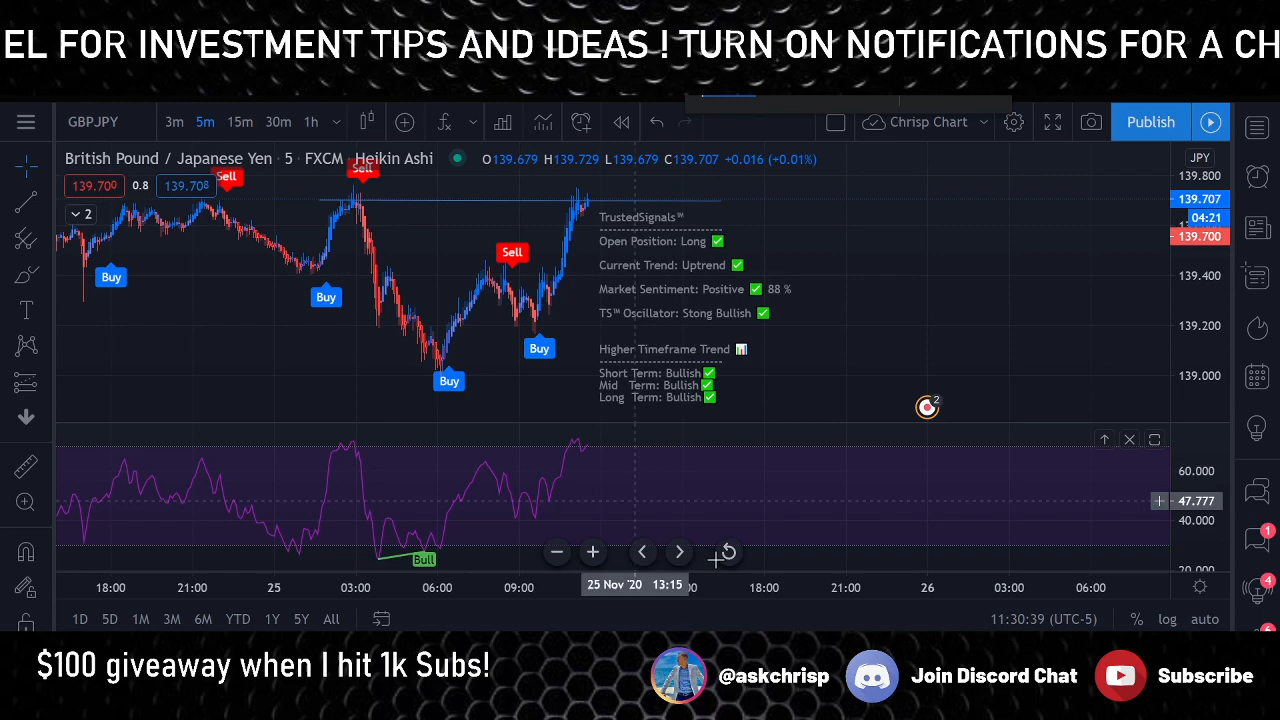 EL FOR INVESTMENT TIPS AND IDEAS ! TURN ON NOTIFICATIONS FOR A CH
GBPJPY 3m 5m 15m 30m 1h Chrisp Chart Publish
British Pound / Japanese Yen · 5 · FXCM Heikin Ashi O139.679 H139.729 L139.679 C139.707 +0.016 (+0.01%) JPY
139.700 0.8 139.708
2
Sell
Sell
Sell
Buy
Buy
Buy
Buy
139.800
139.707
04:21
139.700
139.400
139.200
139.000
TrustedSignals™
Open Position: Long ✅
Current Trend: Uptrend ✅
Market Sentiment: Positive ✅ 88 %
TS™ Oscillator: Stong Bullish ✅
Higher Timeframe Trend 📊
Short Term: Bullish ✅
Mid Term: Bullish ✅
Long Term: Bullish ✅
2
60.000
47.777
40.000
20.000
Bull
18:00 21:00 25 03:00 06:00 09:00 25 Nov '20 13:15 18:00 21:00 26 03:00 06:00
1D 5D 1M 3M 6M YTD 1Y 5Y All 11:30:39 (UTC-5) % log auto
1
4
$100 giveaway when I hit 1k Subs!
@askchrisp Join Discord Chat Subscribe